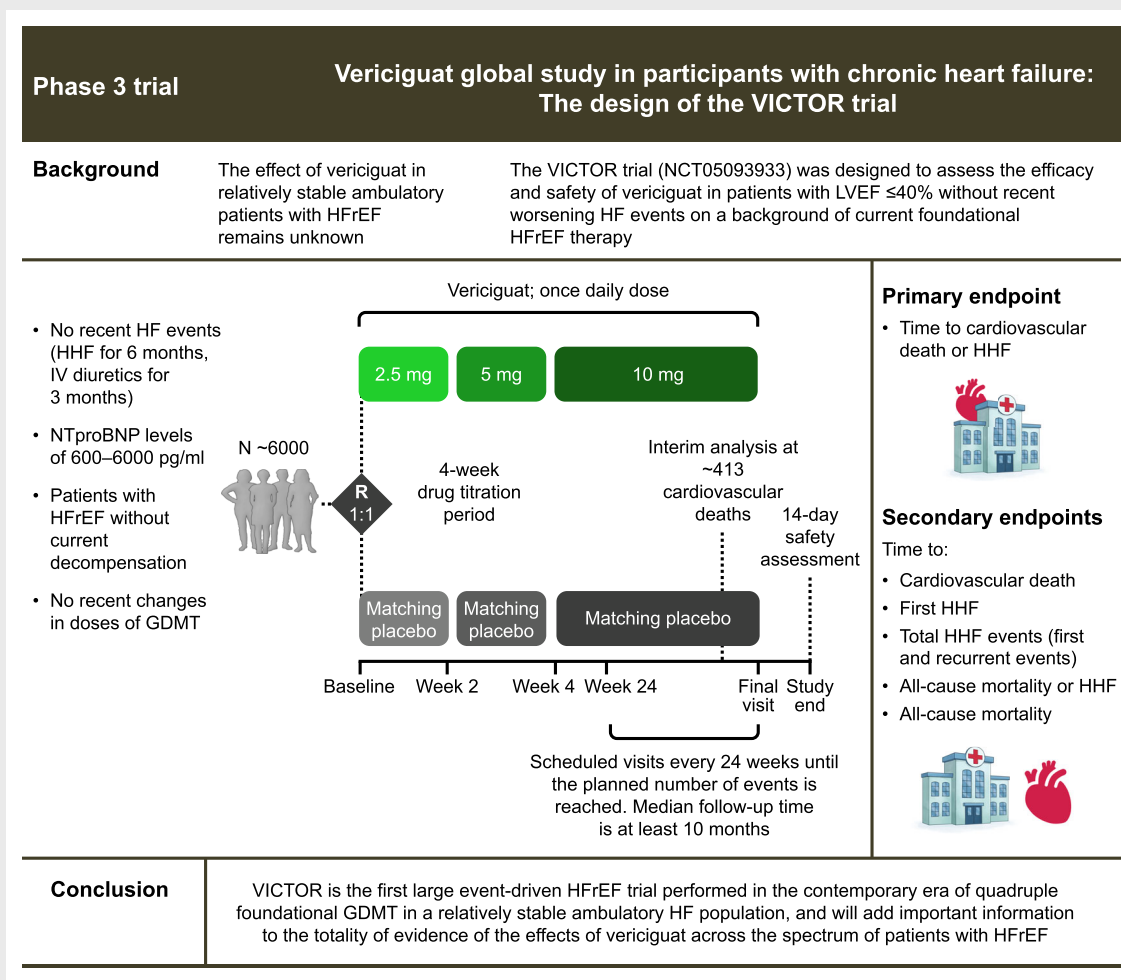 Phase 3 trial
Vericiguat global study in participants with chronic heart failure:
The design of the VICTOR trial
Background
The effect of vericiguat in
relatively stable ambulatory
patients with HFrEF
remains unknown
The VICTOR trial (NCT05093933) was designed to assess the efficacy
and safety of vericiguat in patients with LVEF ≤40% without recent
worsening HF events on a background of current foundational
HFrEF therapy
• No recent HF events
(HHF for 6 months,
IV diuretics for
3 months)
• NTproBNP levels
of 600–6000 pg/ml
• Patients with
HFrEF without
current
decompensation
• No recent changes
in doses of GDMT
N ~6000
R
1:1
Vericiguat; once daily dose
2.5 mg
5 mg
10 mg
4-week
drug titration
period
Interim analysis at
~413
cardiovascular
deaths
14-day
safety
assessment
Matching
placebo
Matching
placebo
Matching placebo
Baseline
Week 2
Week 4
Week 24
Final
visit
Study
end
Scheduled visits every 24 weeks until
the planned number of events is
reached. Median follow-up time
is at least 10 months
Primary endpoint
• Time to cardiovascular
death or HHF
Secondary endpoints
Time to:
• Cardiovascular death
• First HHF
• Total HHF events (first
and recurrent events)
• All-cause mortality or HHF
• All-cause mortality
Conclusion
VICTOR is the first large event-driven HFrEF trial performed in the contemporary era of quadruple
foundational GDMT in a relatively stable ambulatory HF population, and will add important information
to the totality of evidence of the effects of vericiguat across the spectrum of patients with HFrEF